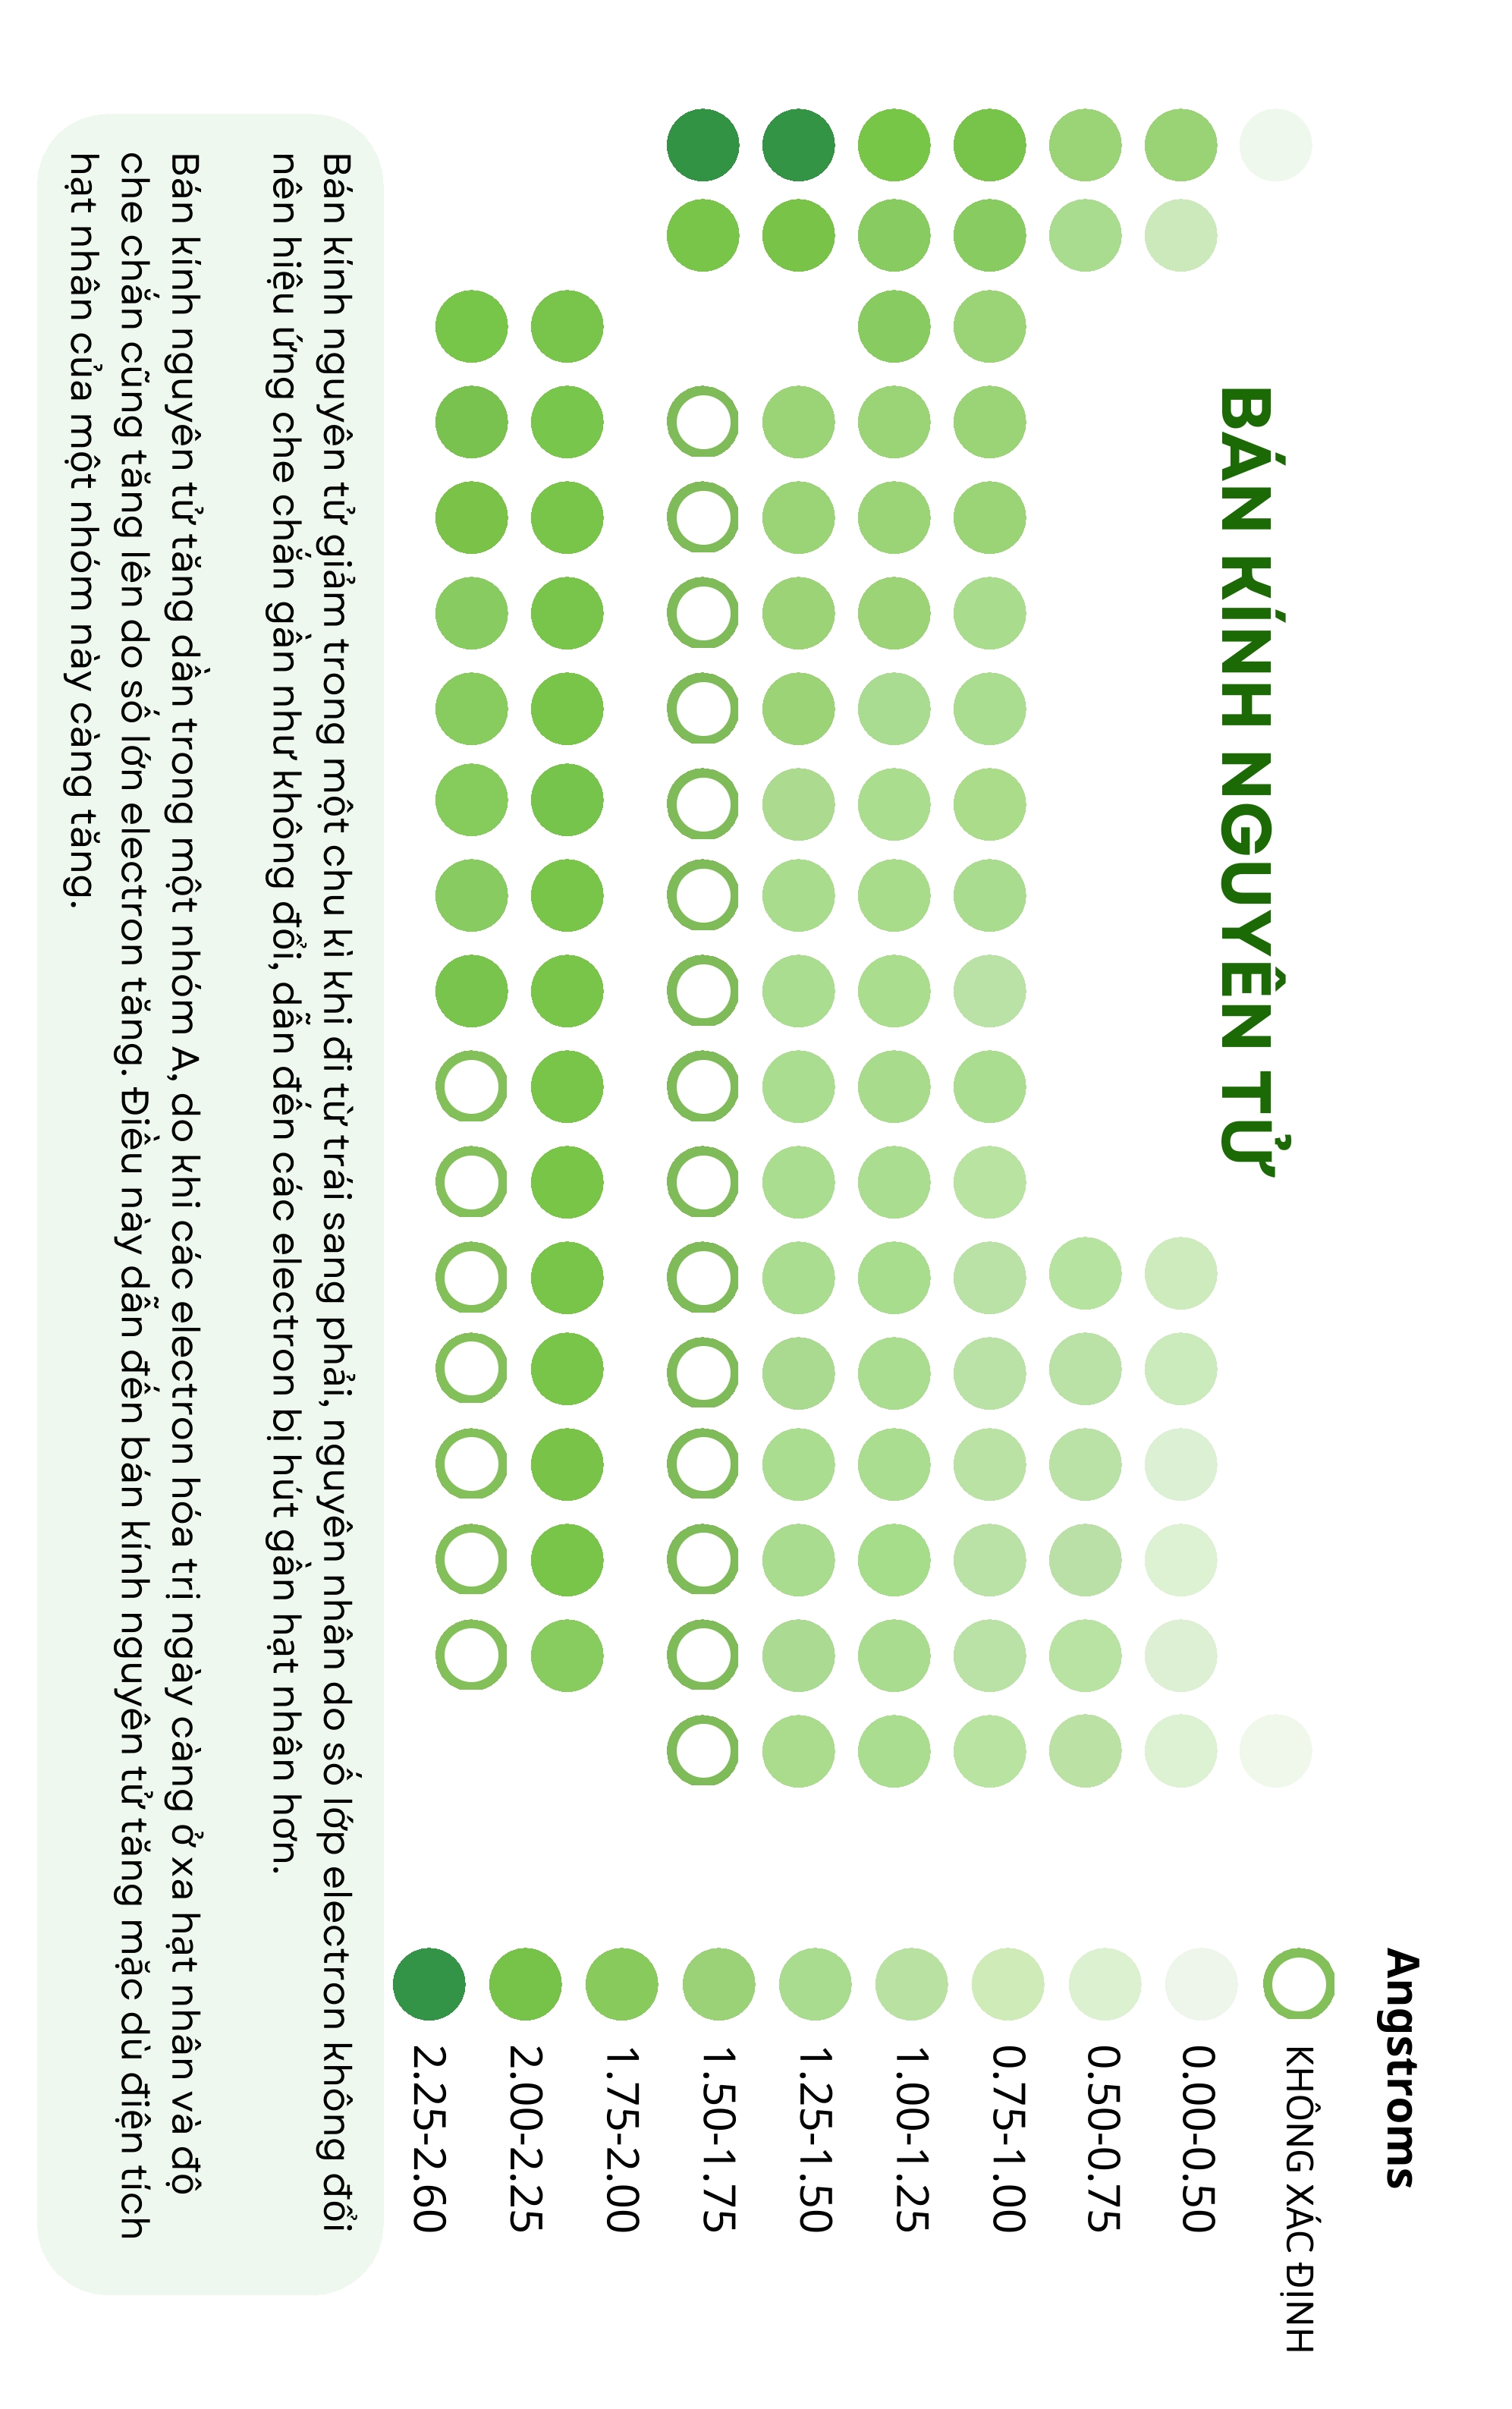 BÁN KÍNH NGUYÊN TỬ
Angstroms
KHÔNG XÁC ĐỊNH
0.00-0.50
0.50-0.75
0.75-1.00
1.00-1.25
1.25-1.50
1.50-1.75
1.75-2.00
2.00-2.25
2.25-2.60
Bán kính nguyên tử giảm trong một chu kì khi đi từ trái sang phải, nguyên nhân do số lớp electron không đổi
nên hiệu ứng che chắn gần như không đổi, dẫn đến các electron bị hút gần hạt nhân hơn.
Bán kính nguyên tử tăng dần trong một nhóm A, do khi các electron hóa trị ngày càng ở xa hạt nhân và độ
che chắn cũng tăng lên do số lớn electron tăng. Điều này dẫn đến bán kính nguyên tử tăng mặc dù điện tích
hạt nhân của một nhóm này càng tăng.